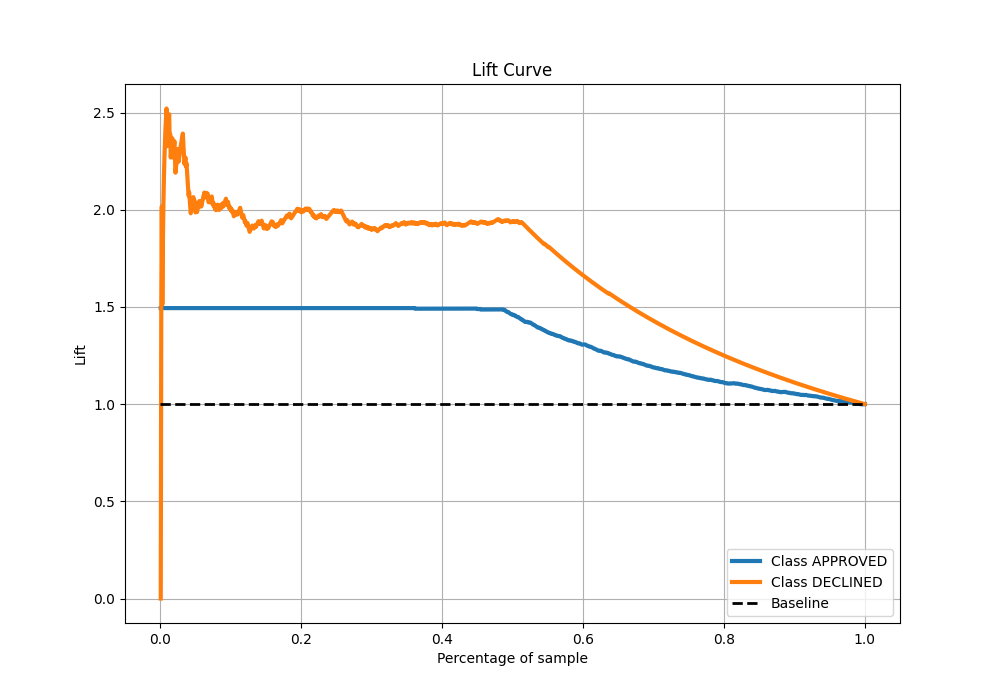 Lift Curve
2.5
2.0
1.5
1.0
0.5
0.0
Lift
0.0 0.2 0.4 0.6 0.8 1.0
Percentage of sample
Class APPROVED
Class DECLINED
Baseline